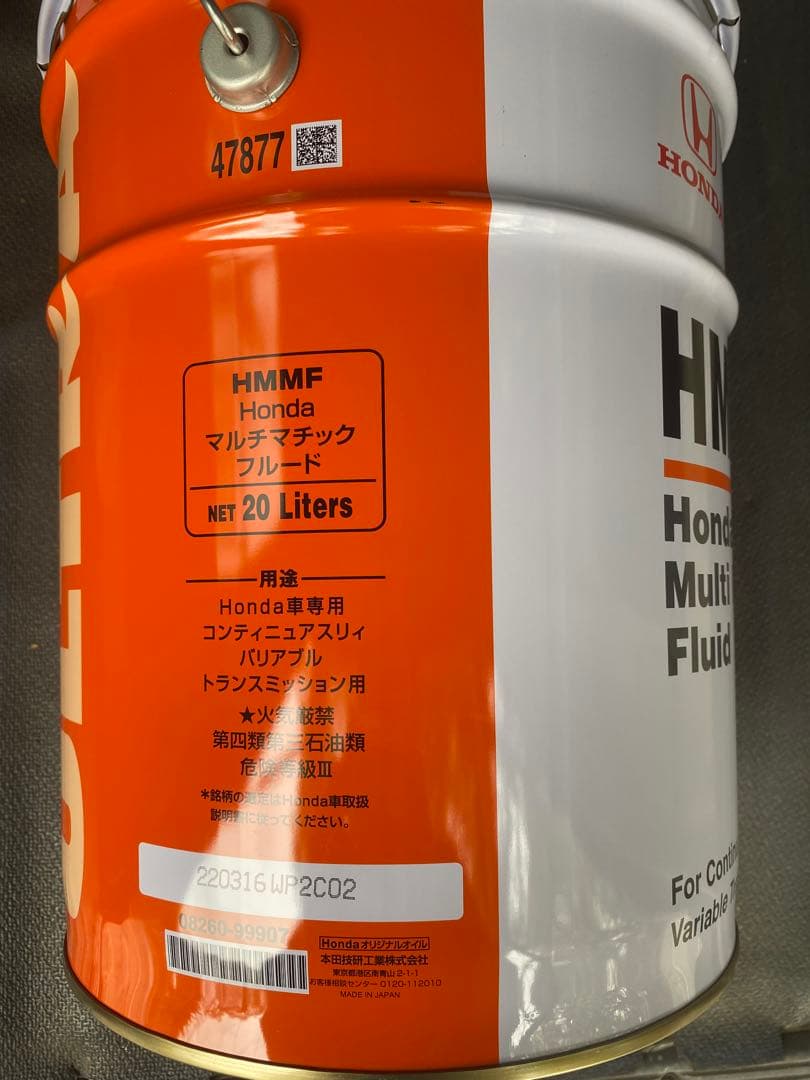 ULTRA
47877
HONDA
HMMF
Honda
マルチマチック
フルード
NET 20 Liters
用途
Honda車専用
コンティニュアスリィ
バリアブル
トランスミッション用
★火気厳禁
第四類第三石油類
危険等級III
*銘柄の選定はHonda車取扱
説明書に従ってください。
220316WP2C02
08260-99907
Hondaオリジナルオイル
本田技研工業株式会社
東京都港区南青山2-1-1
お客様相談センター 0120-112010
MADE IN JAPAN
HM
Honda
Multi
Fluid
For Contin
Variable T